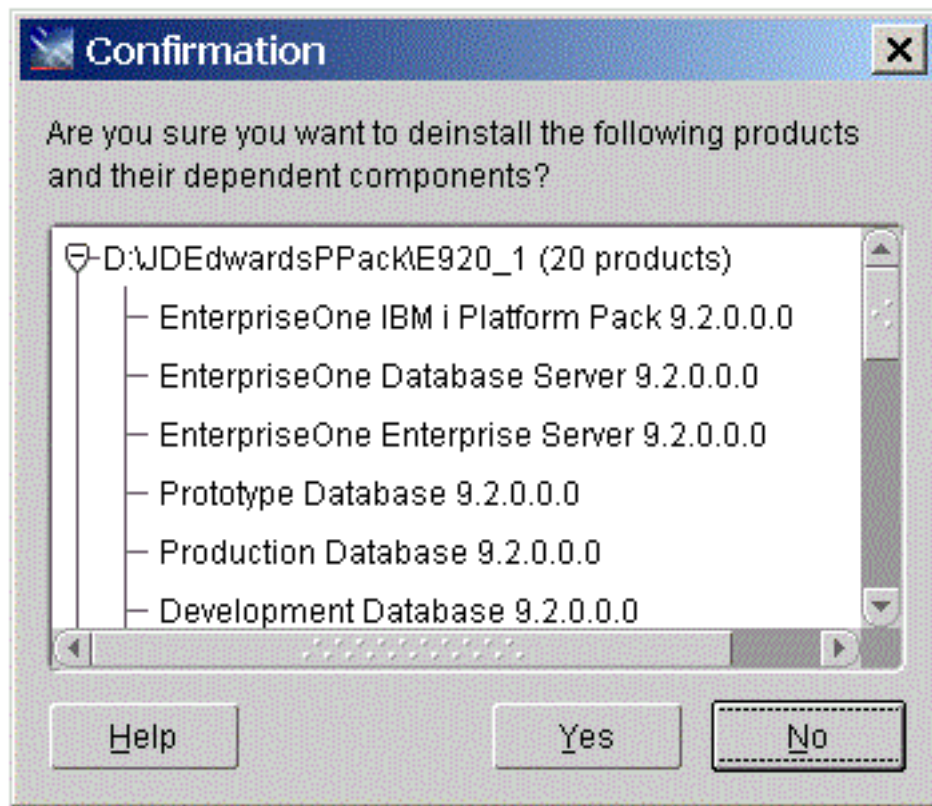 Confirmation
Are you sure you want to deinstall the following products
and their dependent components?
D:\JDEdwardsPPack\E920_1 (20 products)
EnterpriseOne IBM i Platform Pack 9.2.0.0.0
EnterpriseOne Database Server 9.2.0.0.0
EnterpriseOne Enterprise Server 9.2.0.0.0
Prototype Database 9.2.0.0.0
Production Database 9.2.0.0.0
Development Database 9.2.0.0.0
Help Yes No